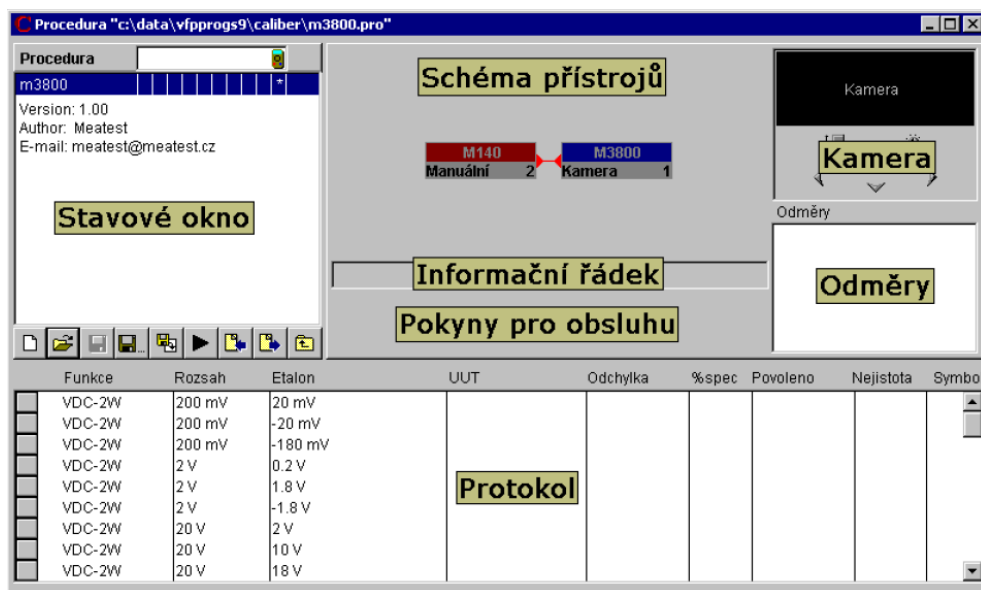 Procedura "c:\data\vfpprogs9\caliber\m3800.pro"
Procedura
m3800 *
Version: 1.00
Author: Meatest
E-mail: meatest@meatest.cz
Stavové okno
Schéma přístrojů
M140
Manuální 2
M3800
Kamera 1
Informační řádek
Pokyny pro obsluhu
Kamera
Kamera
Odměry
Odměry
Funkce Rozsah Etalon UUT Odchylka %spec Povoleno Nejistota Symbo
VDC-2W 200 mV 20 mV
VDC-2W 200 mV -20 mV
VDC-2W 200 mV -180 mV
VDC-2W 2 V 0.2 V
VDC-2W 2 V 1.8 V
VDC-2W 2 V -1.8 V
VDC-2W 20 V 2 V
VDC-2W 20 V 10 V
VDC-2W 20 V 18 V
Protokol